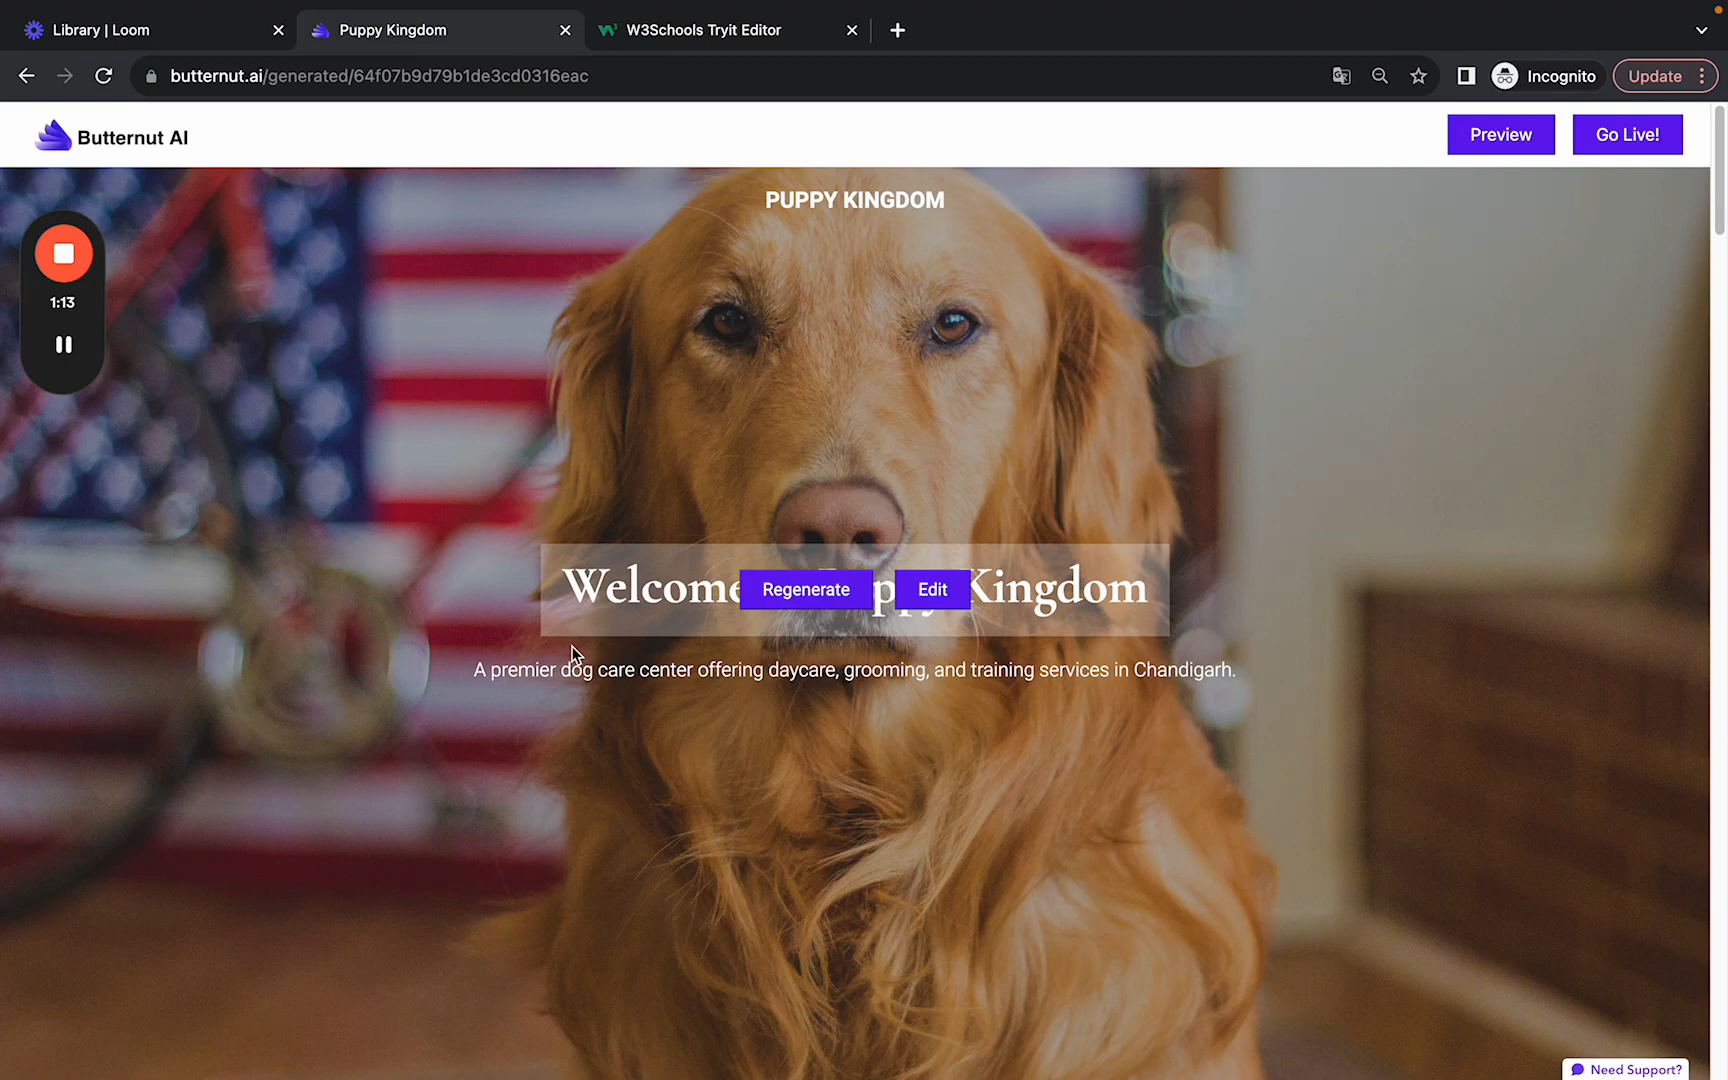 Library | Loom
Puppy Kingdom
W3Schools Tryit Editor
butternut.ai/generated/64f07b9d79b1de3cd0316eac
Incognito
Update
Butternut AI
Preview
Go Live!
PUPPY KINGDOM
1:13
Welcome Kingdom
Regenerate
Edit
A premier dog care center offering daycare, grooming, and training services in Chandigarh.
Need Support?